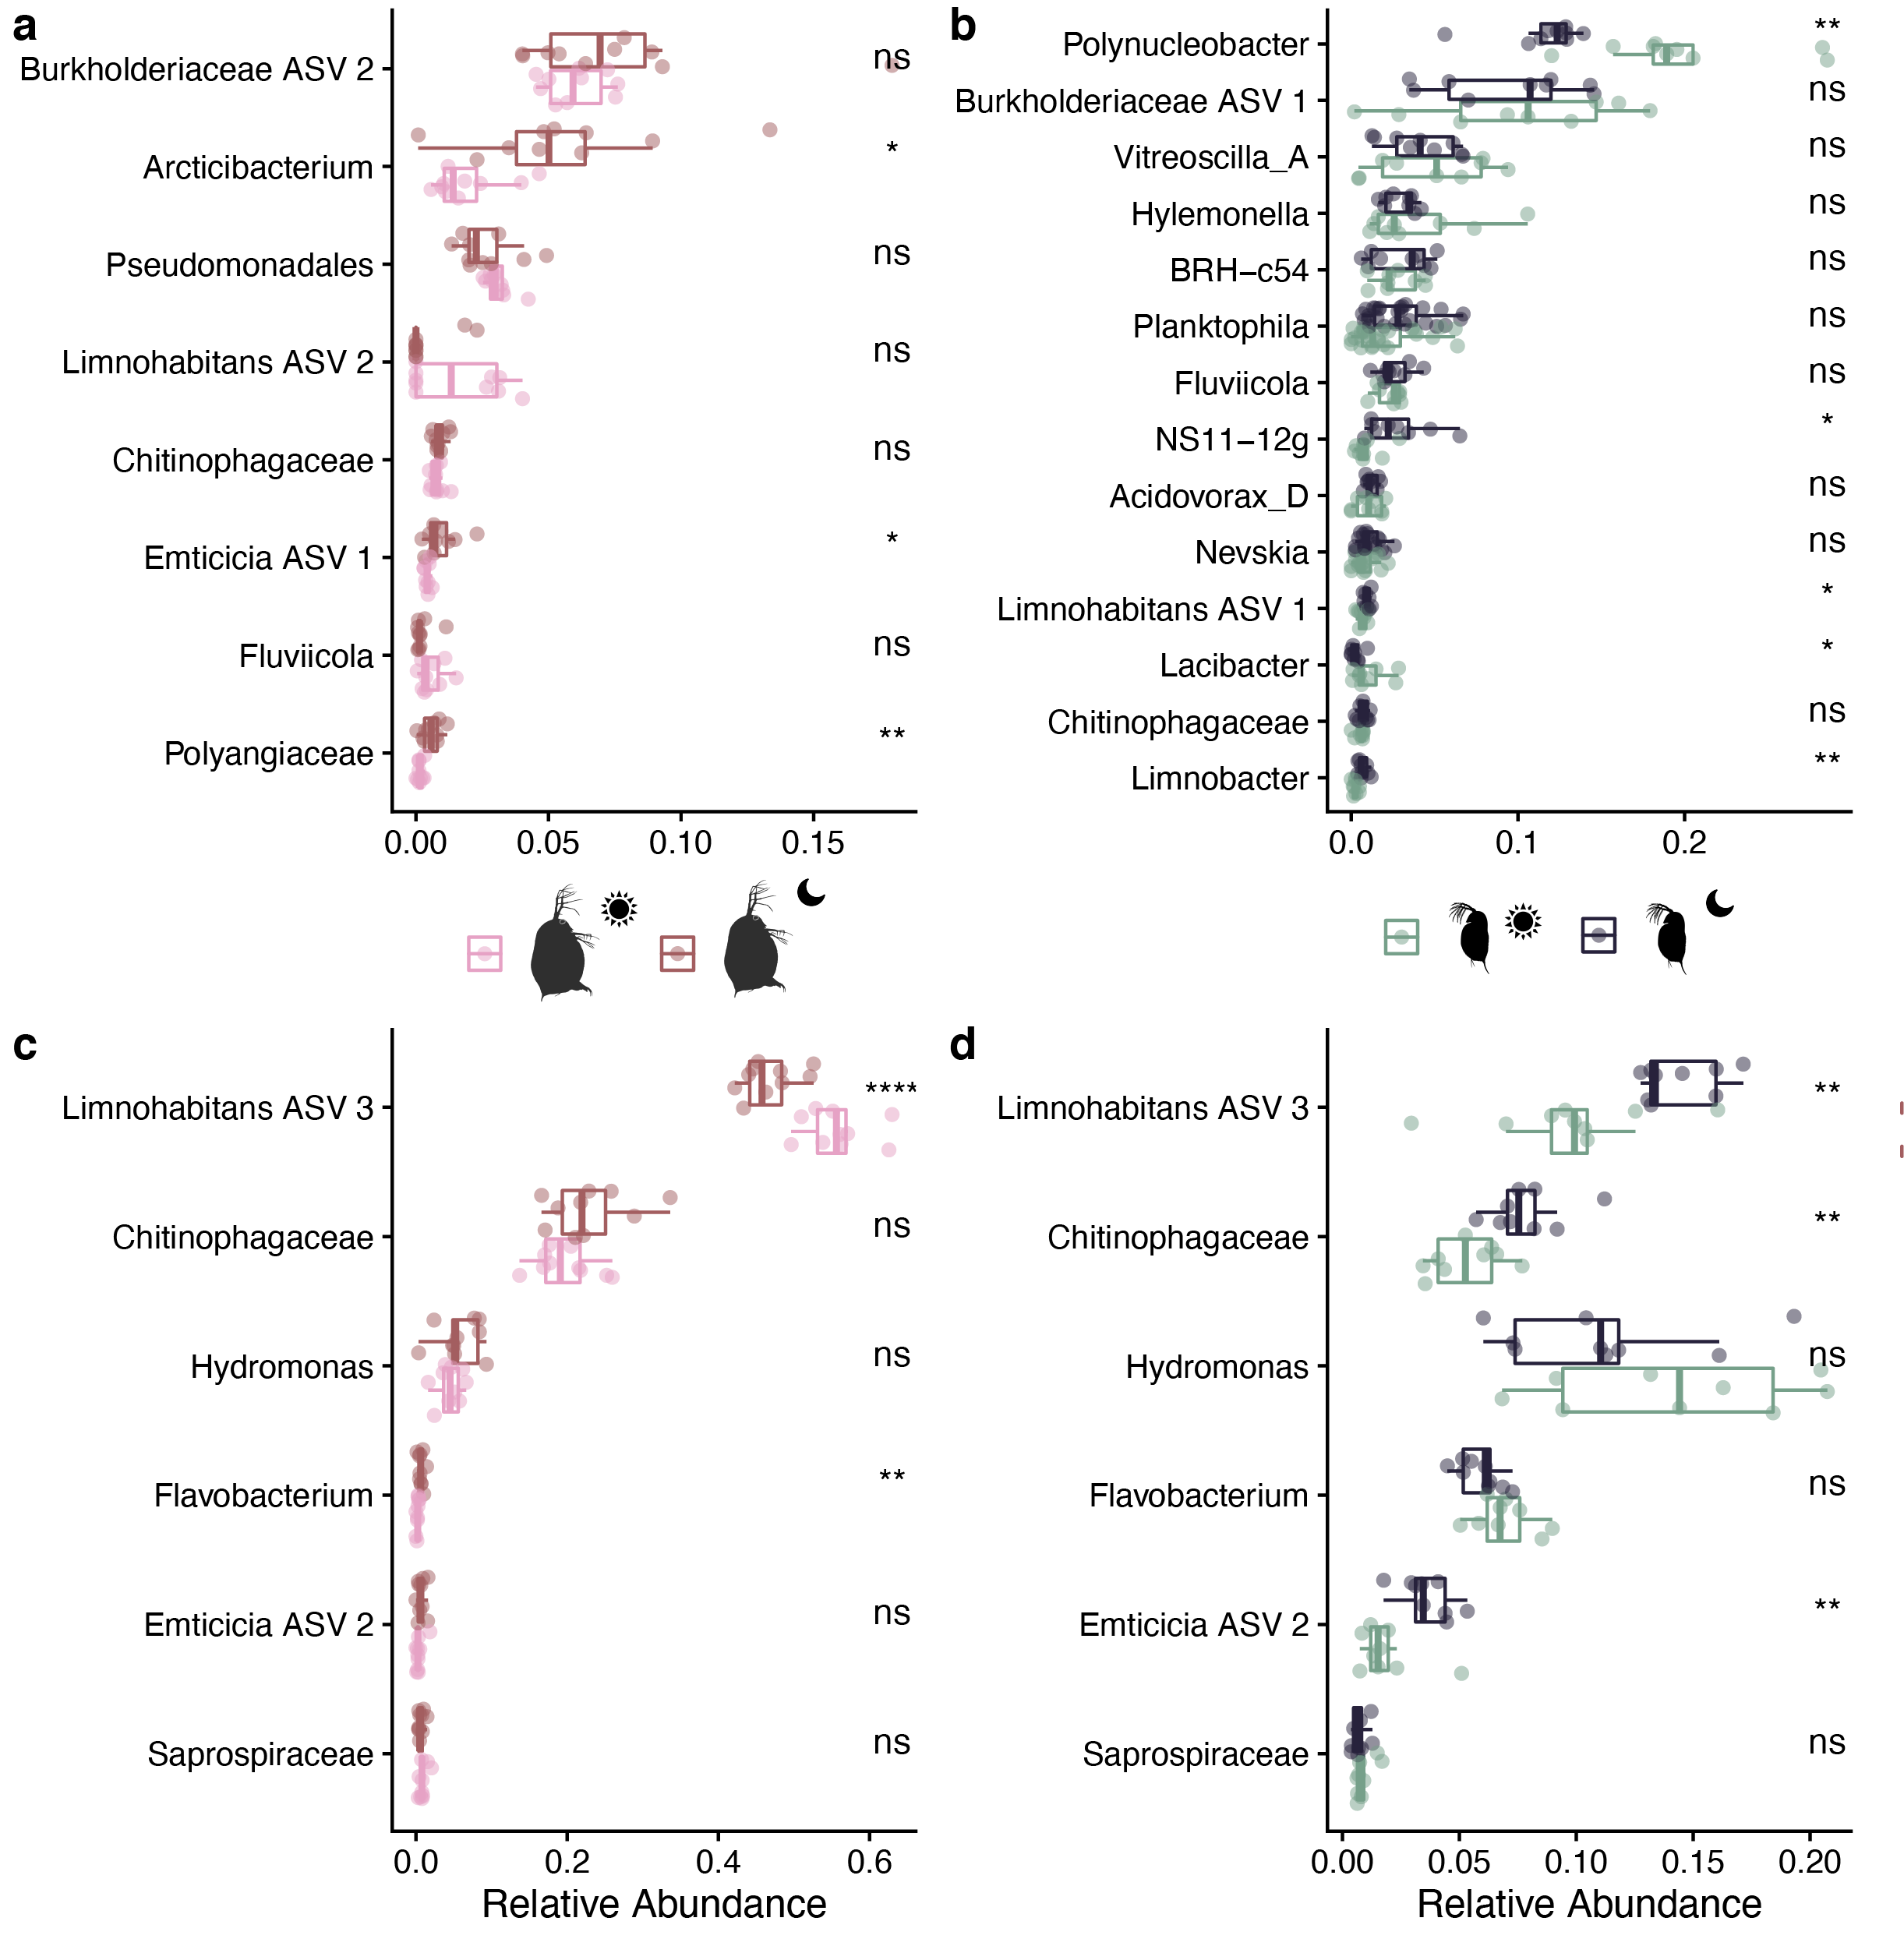 a
Burkholderiaceae ASV 2 ns
Arcticibacterium *
Pseudomonadales ns
Limnohabitans ASV 2 ns
Chitinophagaceae ns
Emticicia ASV 1 *
Fluviicola ns
Polyangiaceae **
0.00 0.05 0.10 0.15
b
Polynucleobacter **
Burkholderiaceae ASV 1 ns
Vitreoscilla_A ns
Hylemonella ns
BRH−c54 ns
Planktophila ns
Fluviicola ns
NS11−12g *
Acidovorax_D ns
Nevskia ns
Limnohabitans ASV 1 *
Lacibacter *
Chitinophagaceae ns
Limnobacter **
0.0 0.1 0.2
c
Limnohabitans ASV 3 ****
Chitinophagaceae ns
Hydromonas ns
Flavobacterium **
Emticicia ASV 2 ns
Saprospiraceae ns
0.0 0.2 0.4 0.6
Relative Abundance
d
Limnohabitans ASV 3 **
Chitinophagaceae **
Hydromonas ns
Flavobacterium ns
Emticicia ASV 2 **
Saprospiraceae ns
0.00 0.05 0.10 0.15 0.20
Relative Abundance